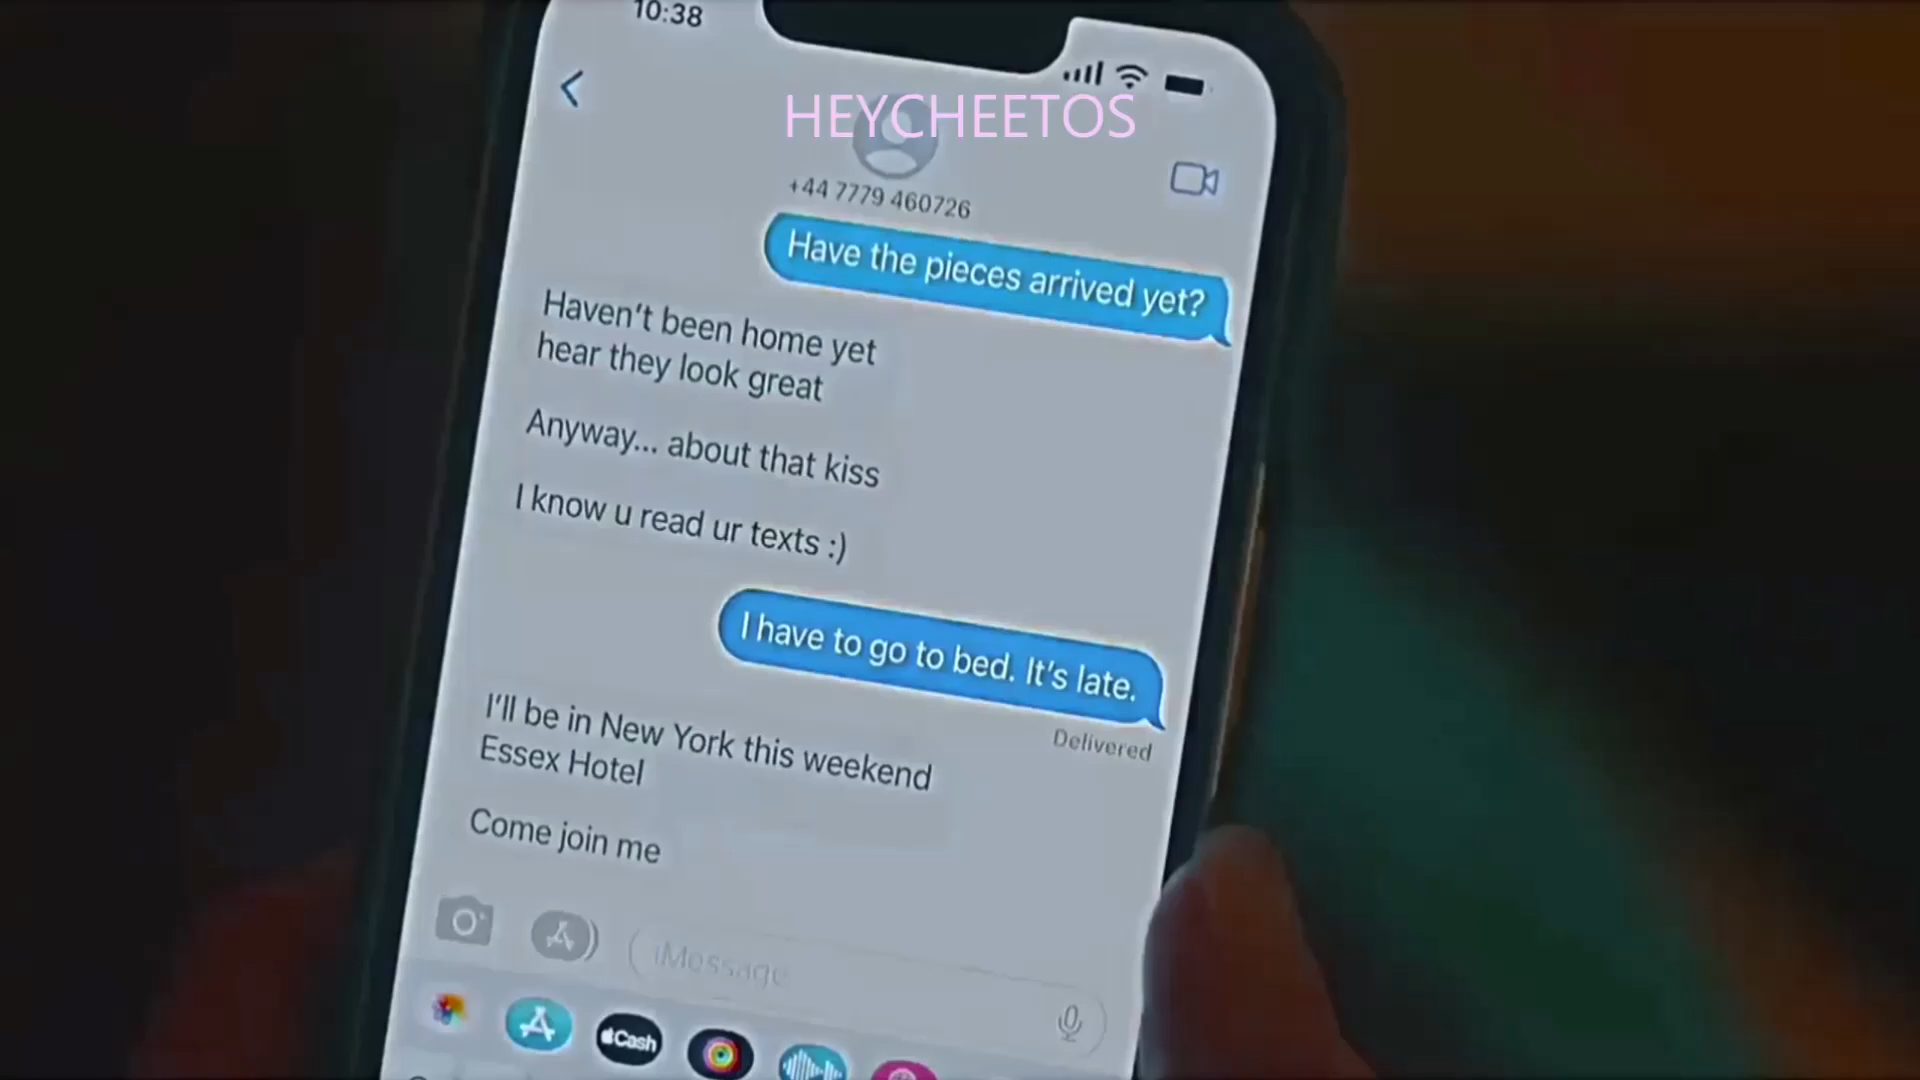 10:38
HEYCHEETOS
+44 7779 460726
Have the pieces arrived yet?
Haven't been home yet
hear they look great
Anyway... about that kiss
I know u read ur texts :)
I have to go to bed. It's late.
Delivered
I'll be in New York this weekend
Essex Hotel
Come join me
iMessage
Cash